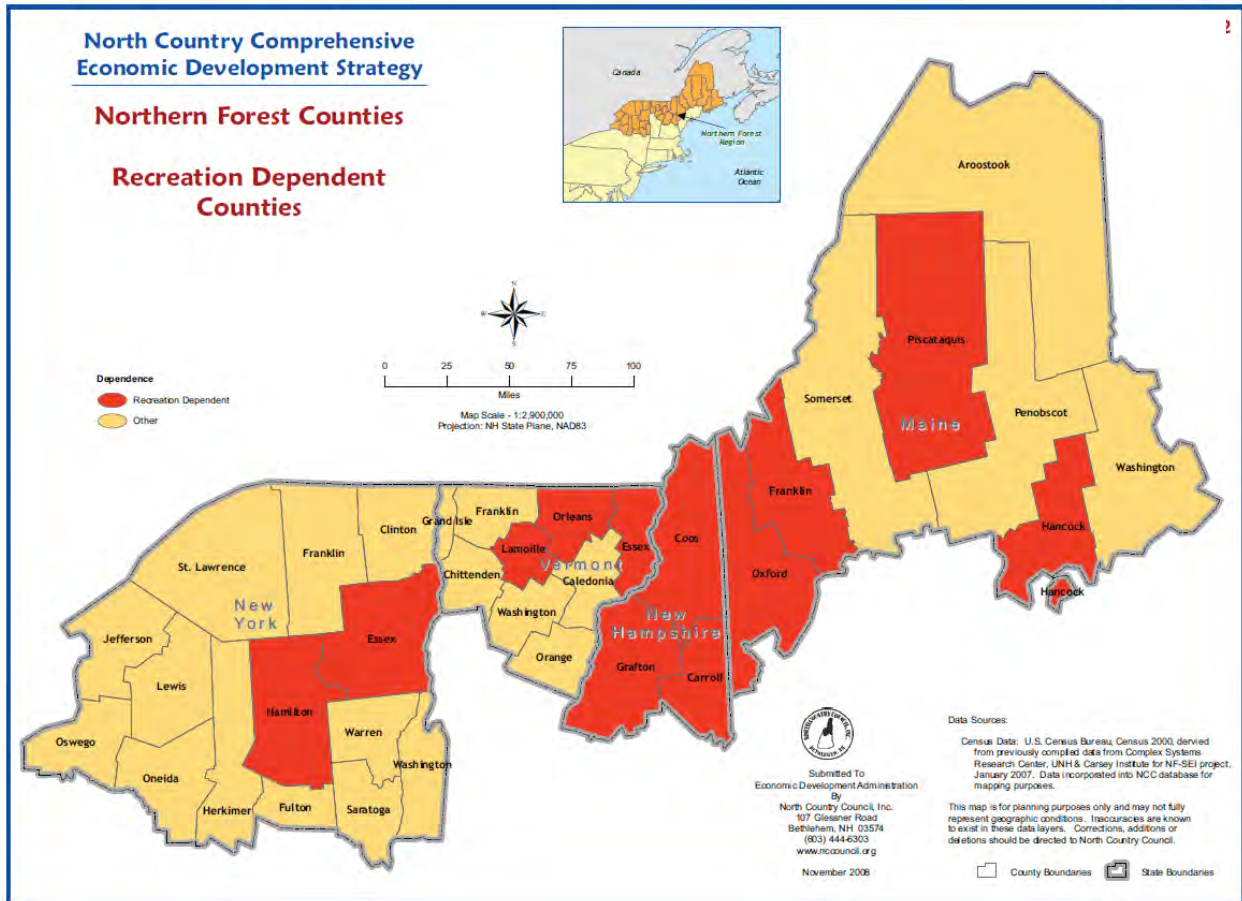 2
North Country Comprehensive
Economic Development Strategy
Northern Forest Counties
Recreation Dependent
Counties
Canada
Northern Forest
Region
Atlantic
Ocean
N
W
E
S
0
25
50
75
100
Miles
Map Scale - 1:2,900,000
Projection: NH State Plane, NAD83
Dependence
Recreation Dependent
Other
Aroostook
Piscataquis
Somerset
Penobscot
Maine
Washington
Franklin
Hancock
Hancock
Oxford
Coos
New
Hampshire
Grafton
Carroll
Grand Isle
Franklin
Orleans
Essex
Lamoille
Vermont
Chittenden
Caledonia
Washington
Orange
Clinton
Franklin
St. Lawrence
New
York
Essex
Jefferson
Lewis
Hamilton
Warren
Oswego
Washington
Oneida
Herkimer
Fulton
Saratoga
Submitted To
Economic Development Administration
By
North Country Council, Inc.
107 Glessner Road
Bethlehem, NH 03574
(603) 444-6303
www.nccouncil.org
November 2008
Data Sources:
Census Data: U.S. Census Bureau, Census 2000, dervied
from previously compiled data from Complex Systems
Research Center, UNH & Carsey Institute for NF-SEI project,
January 2007. Data incorporated into NCC database for
mapping purposes.
This map is for planning purposes only and may not fully
represent geographic conditions. Inaccuracies are known
to exist in these data layers. Corrections, additions or
deletions should be directed to North Country Council.
County Boundaries
State Boundaries